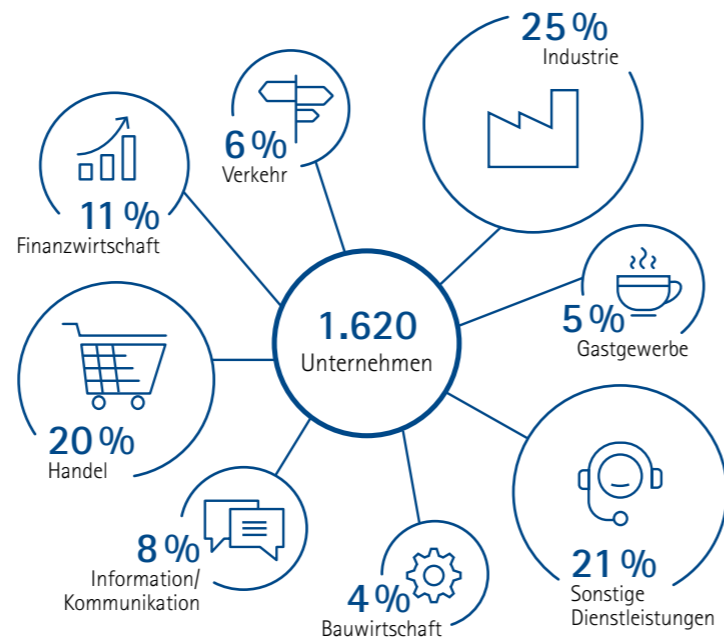 25 %
Industrie
6 %
Verkehr
11 %
Finanzwirtschaft
5 %
Gastgewerbe
1.620
Unternehmen
20 %
Handel
8 %
Information/
Kommunikation
4 %
Bauwirtschaft
21 %
Sonstige
Dienstleistungen